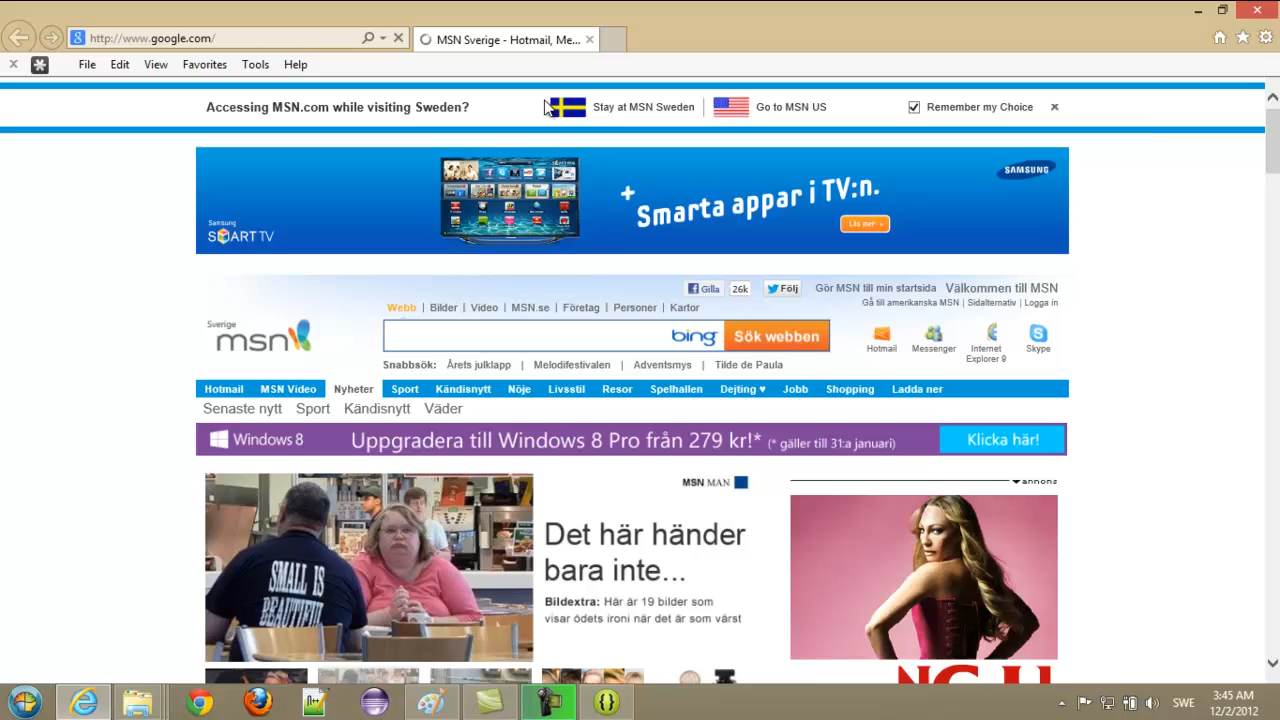 http://www.google.com/
MSN Sverige - Hotmail, Me...
File Edit View Favorites Tools Help
Accessing MSN.com while visiting Sweden?
Stay at MSN Sweden
Go to MSN US
Remember my Choice
SAMSUNG
+ Smarta appar i TV:n.
Läs mer
Samsung
SMART TV
Gilla 26k Följ Gör MSN till min startsida Välkommen till MSN
Gå till amerikanska MSN | Sidalternativ | Logga in
Webb | Bilder | Video | MSN.se | Företag | Personer | Kartor
Sverige
msn
bing
Sök webben
Hotmail Messenger Internet Explorer 9 Skype
Snabbsök: Årets julklapp | Melodifestivalen | Adventsmys | Tilde de Paula
Hotmail MSN Video Nyheter Sport Kändisnytt Nöje Livsstil Resor Spelhallen Dejting ♥ Jobb Shopping Ladda ner
Senaste nytt Sport Kändisnytt Väder
Windows 8 Uppgradera till Windows 8 Pro från 279 kr!* (* gäller till 31:a januari) Klicka här!
MSN MAN
annons
Det här händer
bara inte...
Bildextra: Här är 19 bilder som
visar ödets ironi när det är som värst
SMALL IS
BEAUTIFUL
SWE
3:45 AM
12/2/2012